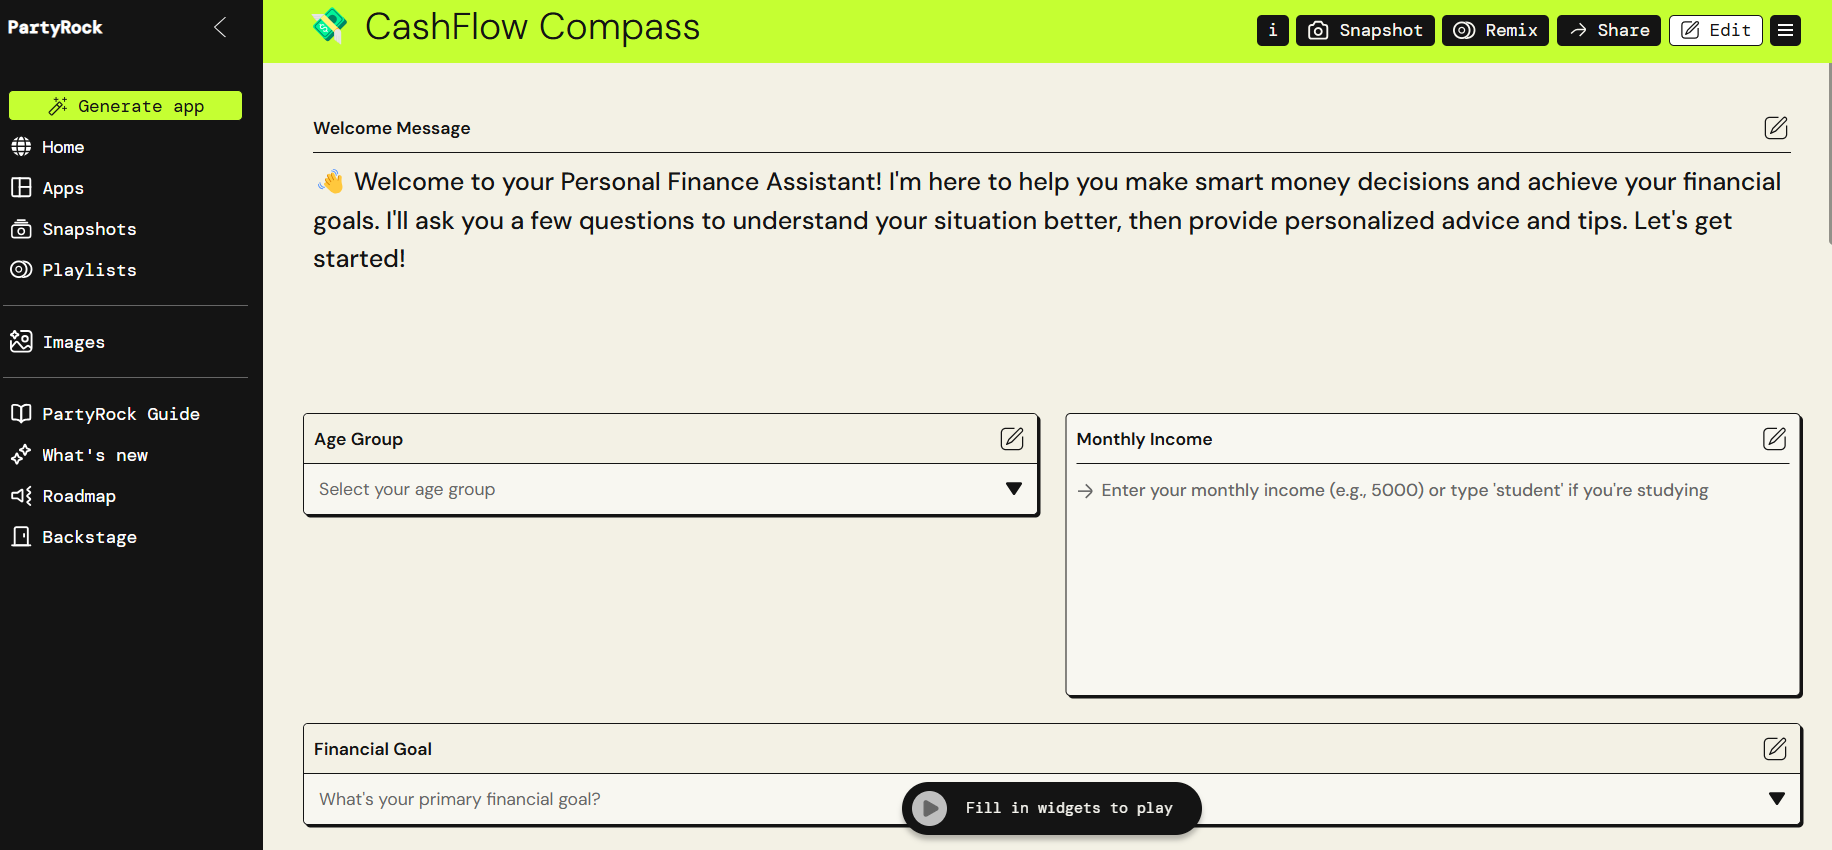 PartyRock
Generate app
Home
Apps
Snapshots
Playlists
Images
PartyRock Guide
What's new
Roadmap
Backstage
CashFlow Compass
i
Snapshot
Remix
Share
Edit
Welcome Message
👋 Welcome to your Personal Finance Assistant! I'm here to help you make smart money decisions and achieve your financial
goals. I'll ask you a few questions to understand your situation better, then provide personalized advice and tips. Let's get
started!
Age Group
Select your age group
Monthly Income
Enter your monthly income (e.g., 5000) or type 'student' if you're studying
Financial Goal
What's your primary financial goal?
Fill in widgets to play